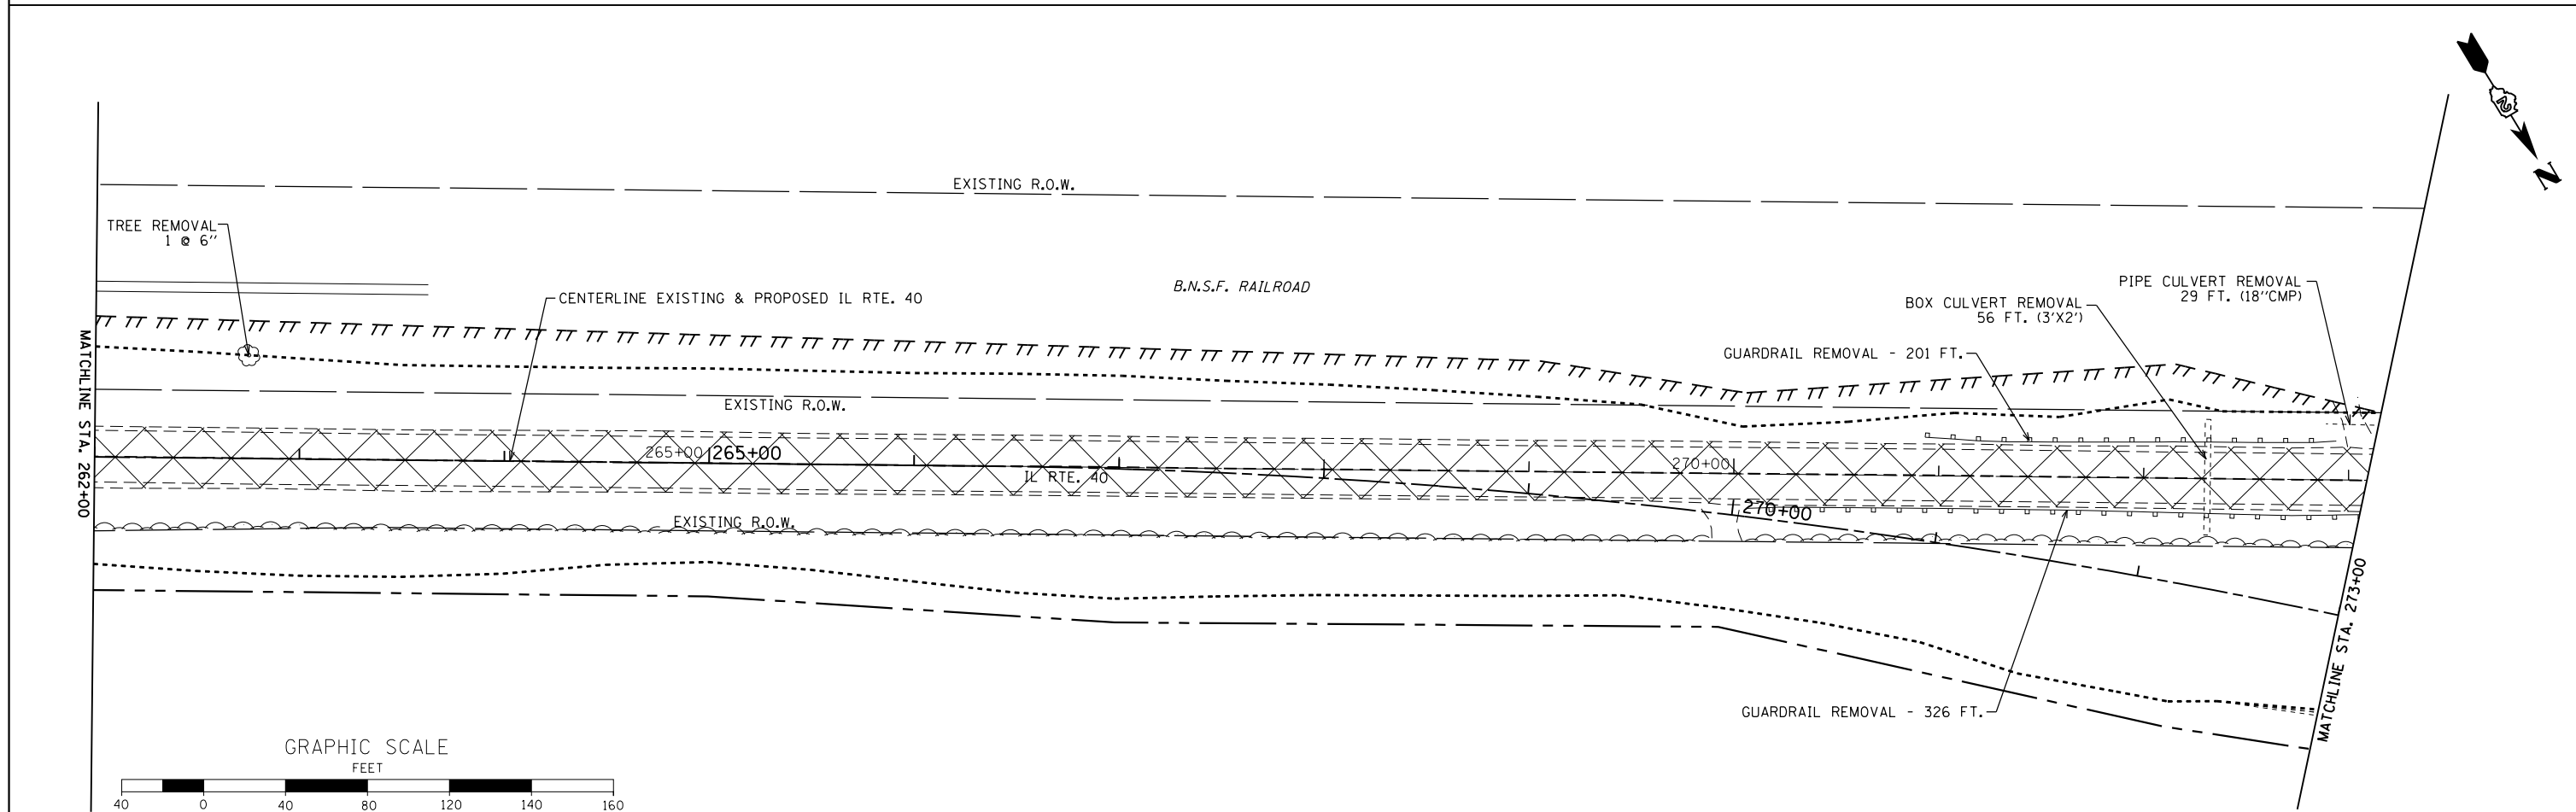 N
EXISTING R.O.W.
TREE REMOVAL
1 @ 6''
B.N.S.F. RAILROAD
CENTERLINE EXISTING & PROPOSED IL RTE. 40
PIPE CULVERT REMOVAL
29 FT. (18''CMP)
BOX CULVERT REMOVAL
56 FT. (3'X2')
GUARDRAIL REMOVAL - 201 FT.
MATCHLINE STA. 262+00
EXISTING R.O.W.
265+00 265+00
270+00
IL RTE. 40
270+00
EXISTING R.O.W.
MATCHLINE STA. 273+00
GUARDRAIL REMOVAL - 326 FT.
GRAPHIC SCALE
FEET
40 0 40 80 120 140 160